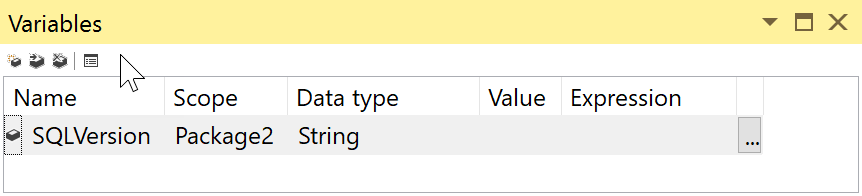 Variables
Name Scope Data type Value Expression
SQLVersion Package2 String ...